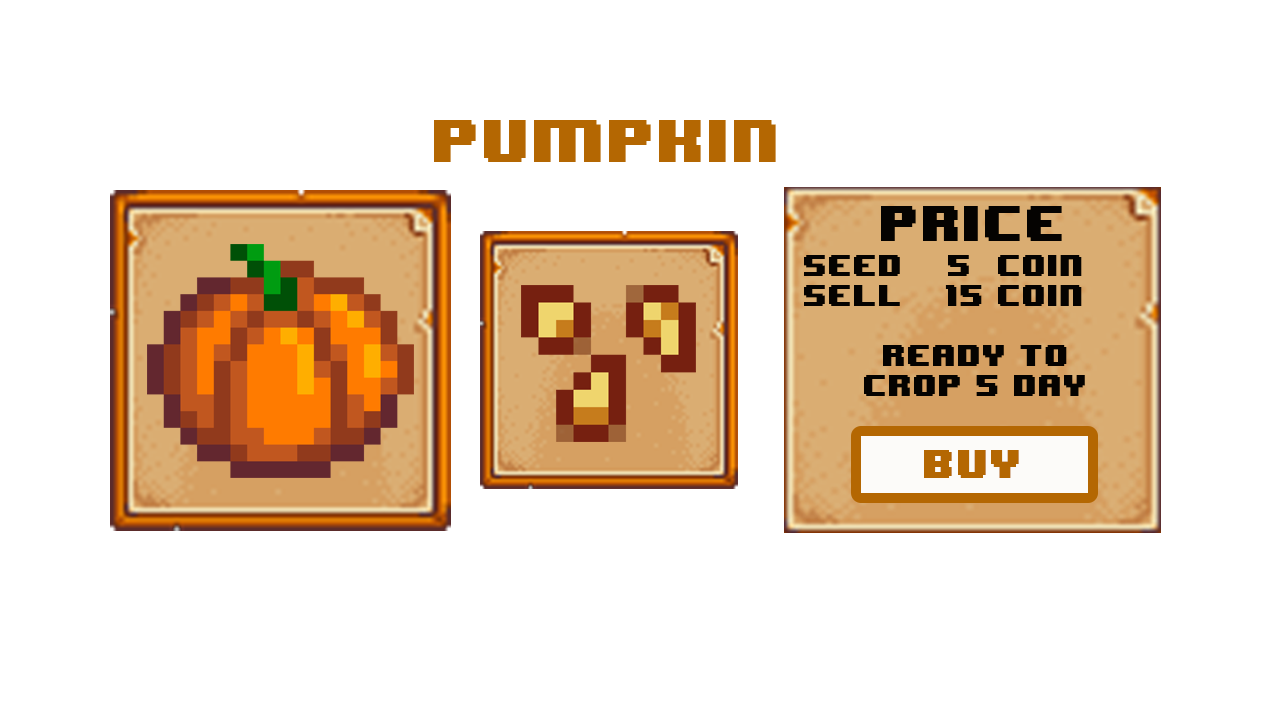 PUMPKIN
PRICE
SEED 5 COIN
SELL 15 COIN
READY TO
CROP 5 DAY
BUY